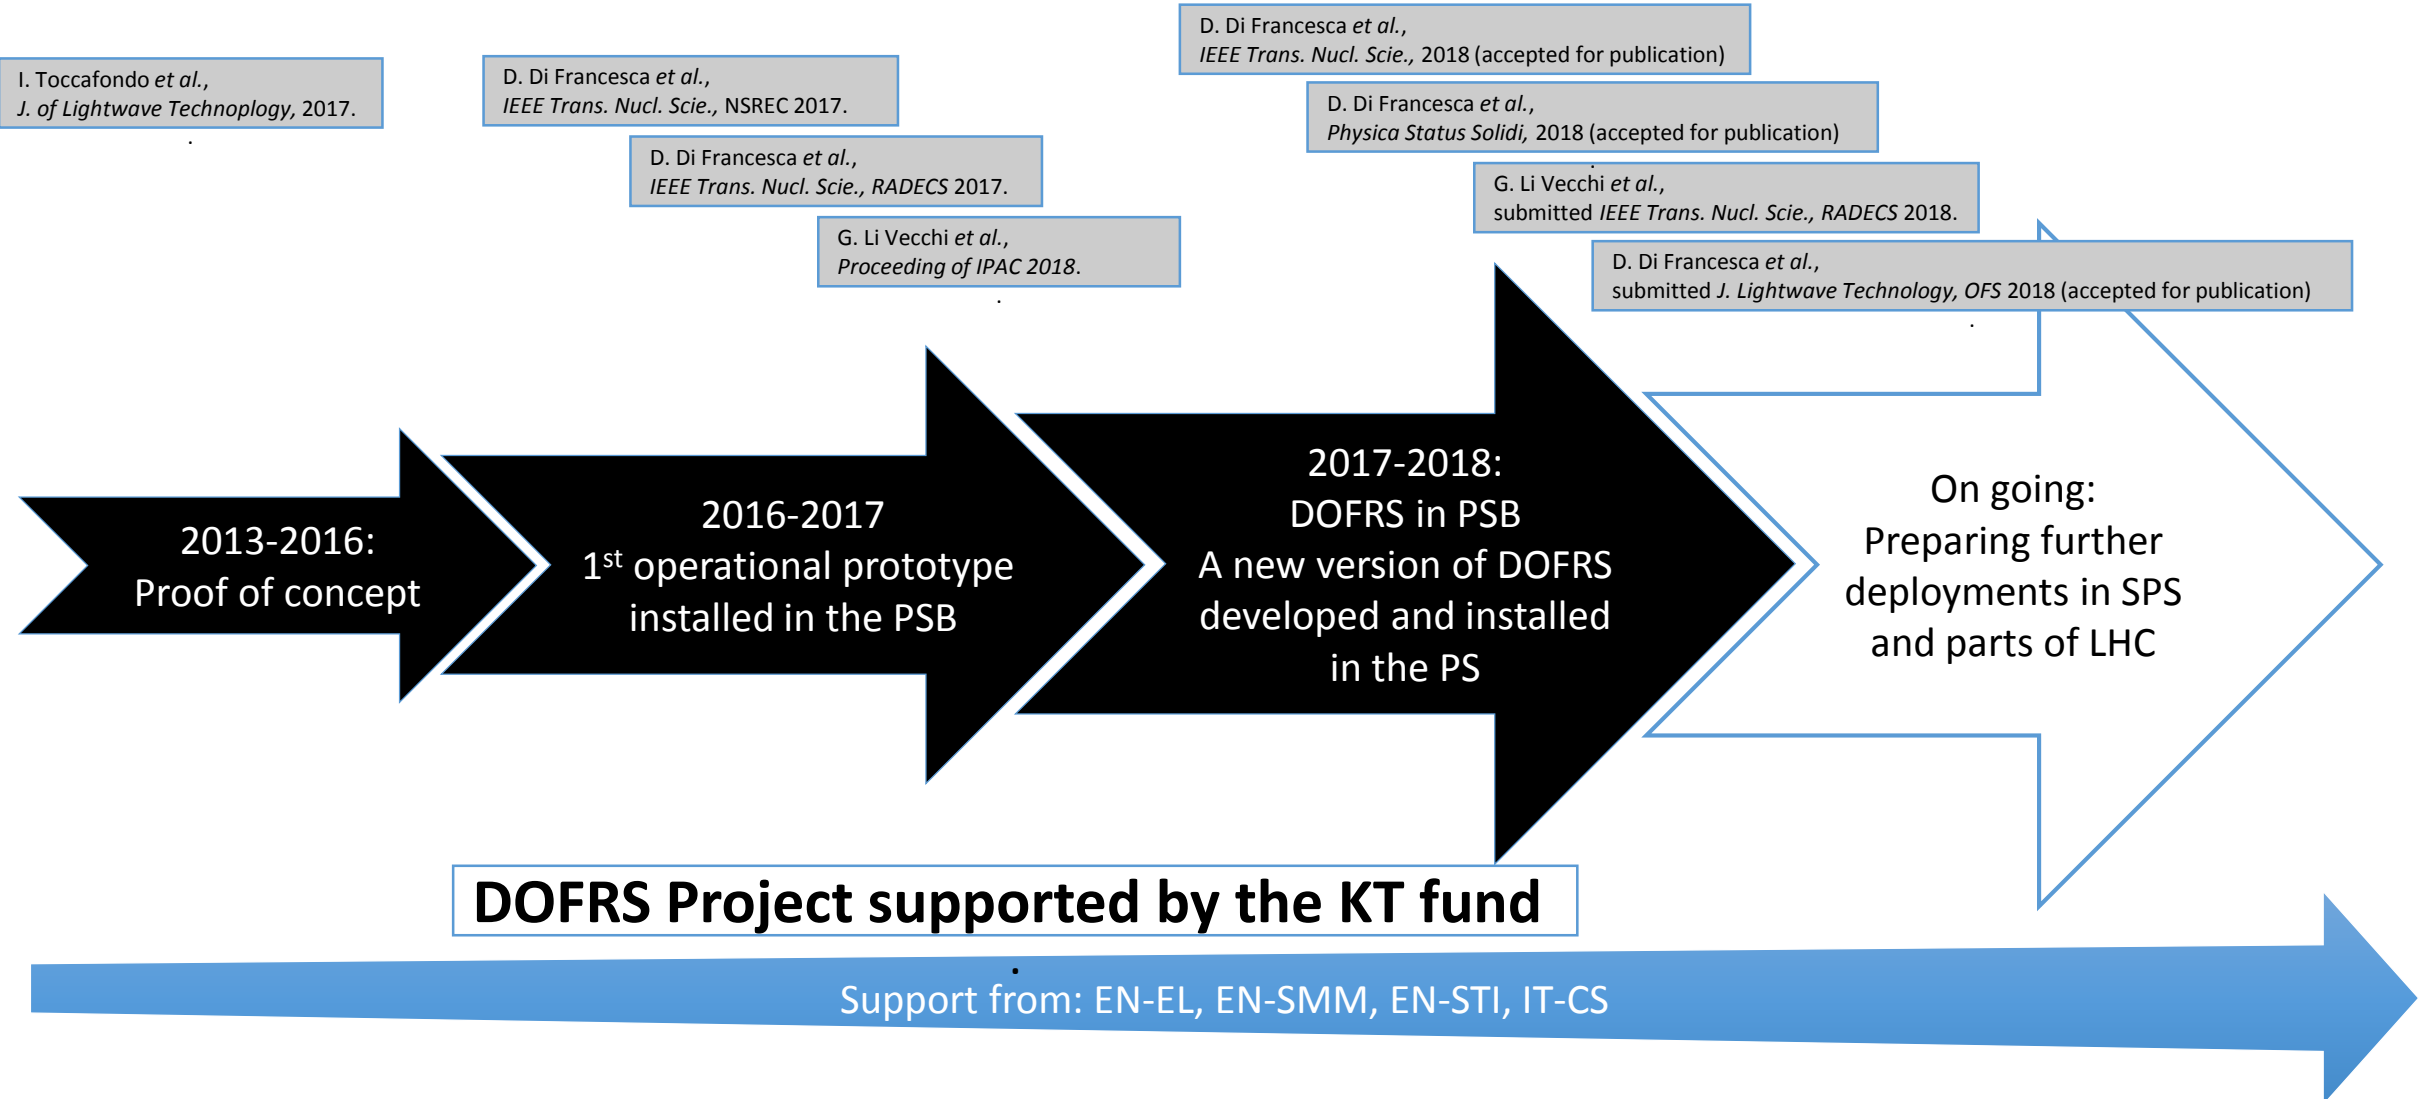 I. Toccafondo et al.,
J. of Lightwave Technoplogy, 2017.
D. Di Francesca et al.,
IEEE Trans. Nucl. Scie., NSREC 2017.
D. Di Francesca et al.,
IEEE Trans. Nucl. Scie., RADECS 2017.
G. Li Vecchi et al.,
Proceeding of IPAC 2018.
D. Di Francesca et al.,
IEEE Trans. Nucl. Scie., 2018 (accepted for publication)
D. Di Francesca et al.,
Physica Status Solidi, 2018 (accepted for publication)
G. Li Vecchi et al.,
submitted IEEE Trans. Nucl. Scie., RADECS 2018.
D. Di Francesca et al.,
submitted J. Lightwave Technology, OFS 2018 (accepted for publication)
2013-2016:
Proof of concept
2016-2017
1st operational prototype
installed in the PSB
2017-2018:
DOFRS in PSB
A new version of DOFRS
developed and installed
in the PS
On going:
Preparing further
deployments in SPS
and parts of LHC
DOFRS Project supported by the KT fund
Support from: EN-EL, EN-SMM, EN-STI, IT-CS